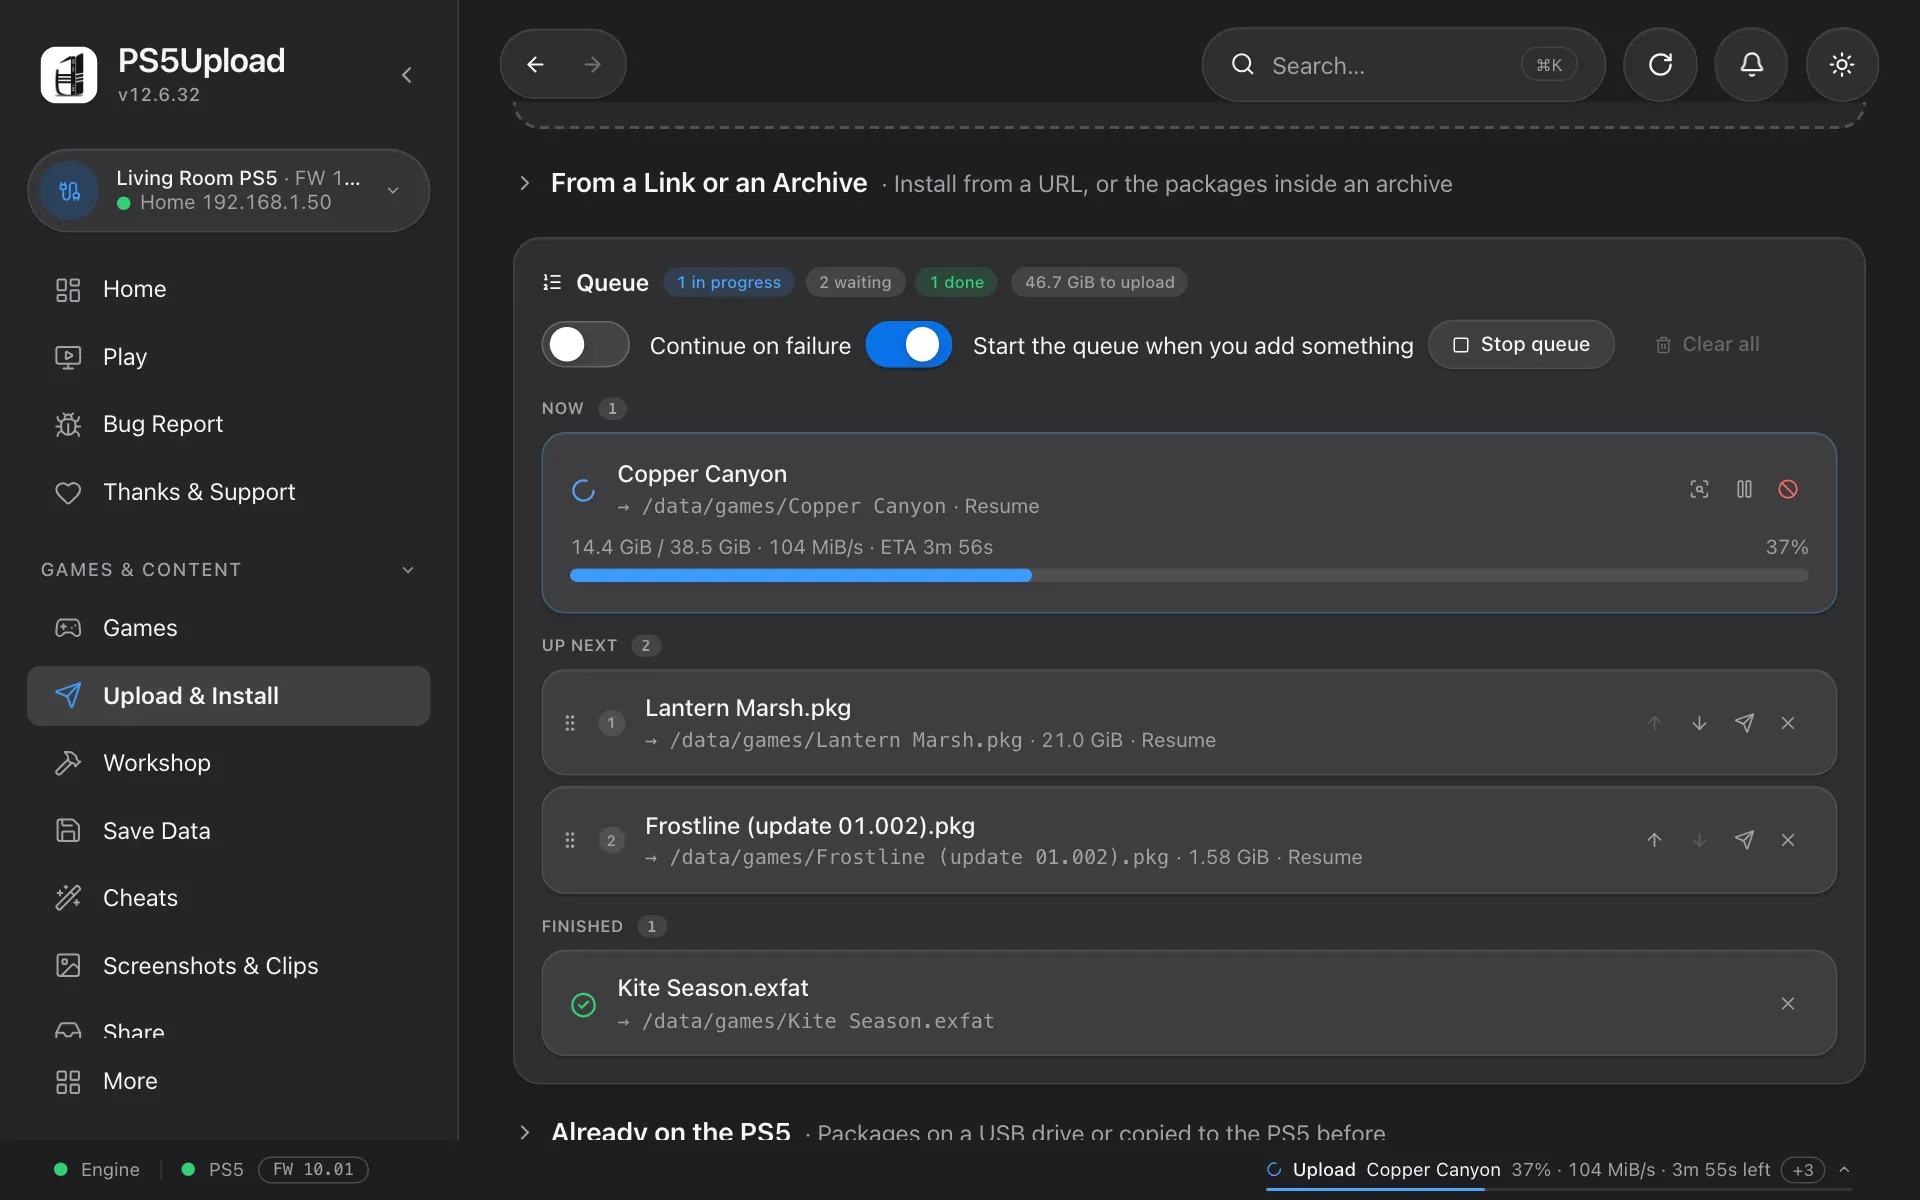 PS5Upload
v12.6.32
Search...
⌘K
Living Room PS5 · FW 1...
Home 192.168.1.50
Home
Play
Bug Report
Thanks & Support
GAMES & CONTENT
Games
Upload & Install
Workshop
Save Data
Cheats
Screenshots & Clips
Share
More
From a Link or an Archive · Install from a URL, or the packages inside an archive
Queue 1 in progress 2 waiting 1 done 46.7 GiB to upload
Continue on failure Start the queue when you add something Stop queue Clear all
NOW 1
Copper Canyon
→ /data/games/Copper Canyon · Resume
14.4 GiB / 38.5 GiB · 104 MiB/s · ETA 3m 56s 37%
UP NEXT 2
1 Lantern Marsh.pkg
→ /data/games/Lantern Marsh.pkg · 21.0 GiB · Resume
2 Frostline (update 01.002).pkg
→ /data/games/Frostline (update 01.002).pkg · 1.58 GiB · Resume
FINISHED 1
Kite Season.exfat
→ /data/games/Kite Season.exfat
Already on the PS5 · Packages on a USB drive or copied to the PS5 before
Engine PS5 FW 10.01
Upload Copper Canyon 37% · 104 MiB/s · 3m 55s left +3